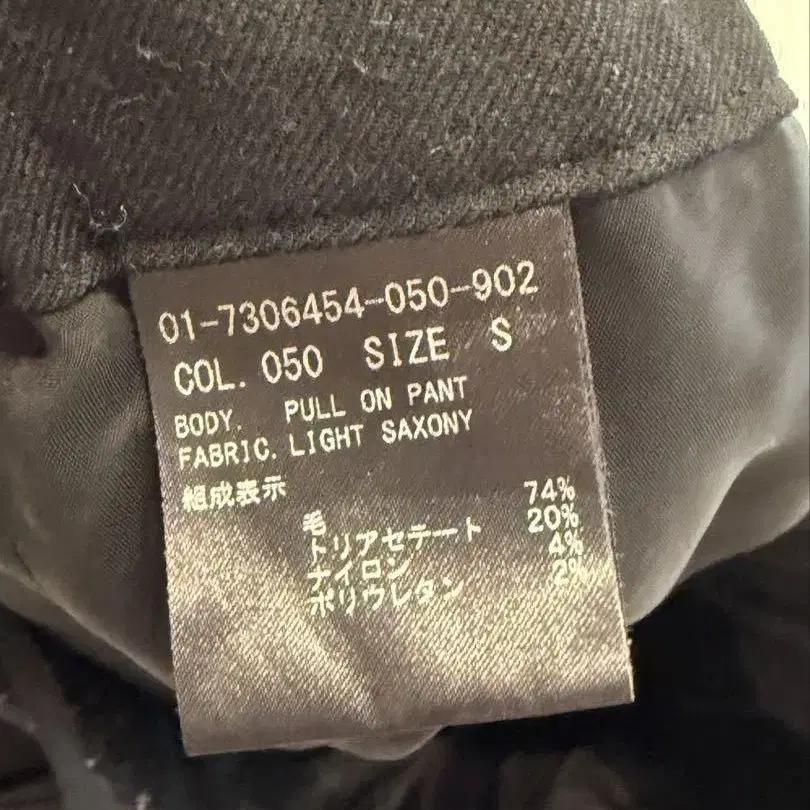 01-7306454-050-902
COL. 050 SIZE S
BODY. PULL ON PANT
FABRIC. LIGHT SAXONY
組成表示
毛 74%
トリアセテート 20%
ナイロン 4%
ポリウレタン 2%